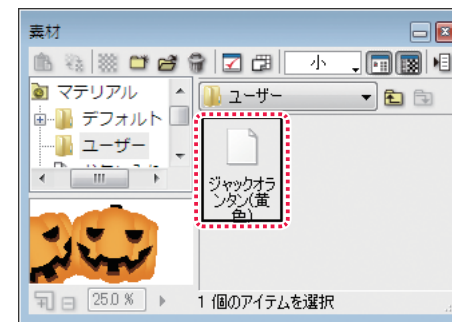 素材
小
マテリアル
デフォルト
ユーザー
ユーザー
ジャックオラ
ンタン(黄
色)
25.0 %
1 個のアイテムを選択